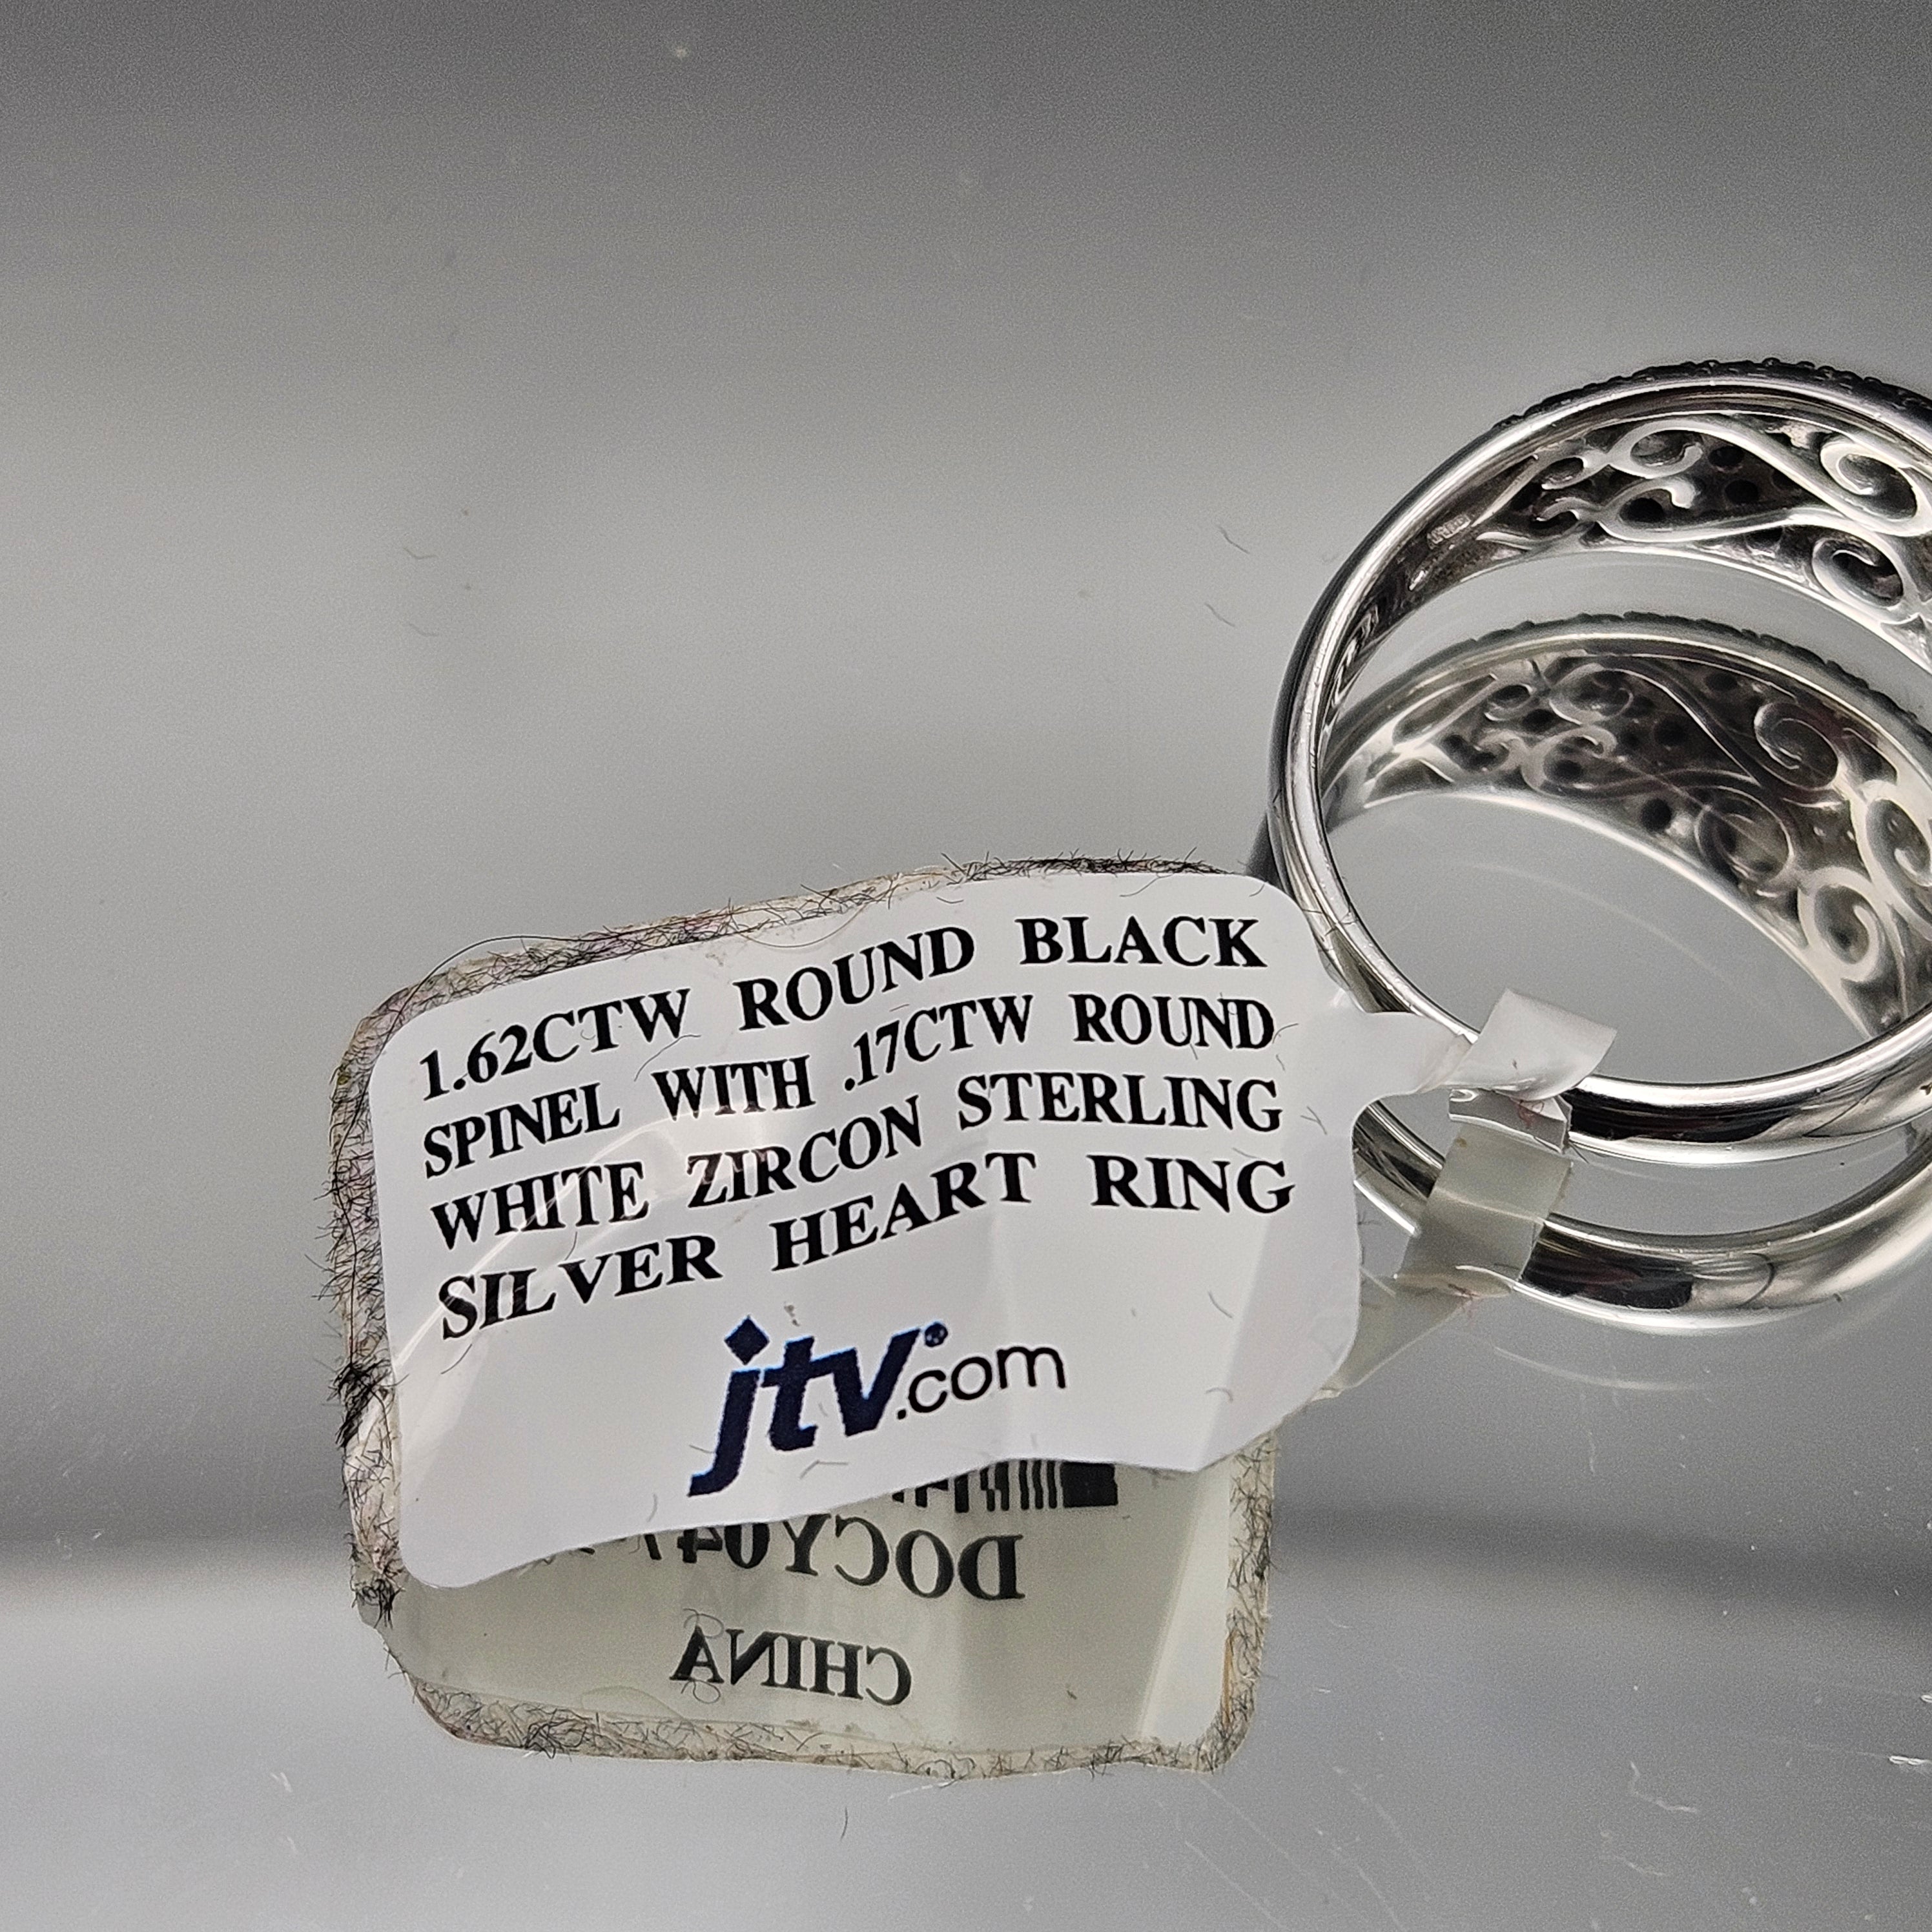 1.62CTW ROUND BLACK
SPINEL WITH .17CTW ROUND
WHITE ZIRCON STERLING
SILVER HEART RING
jtv®.com
CHINA